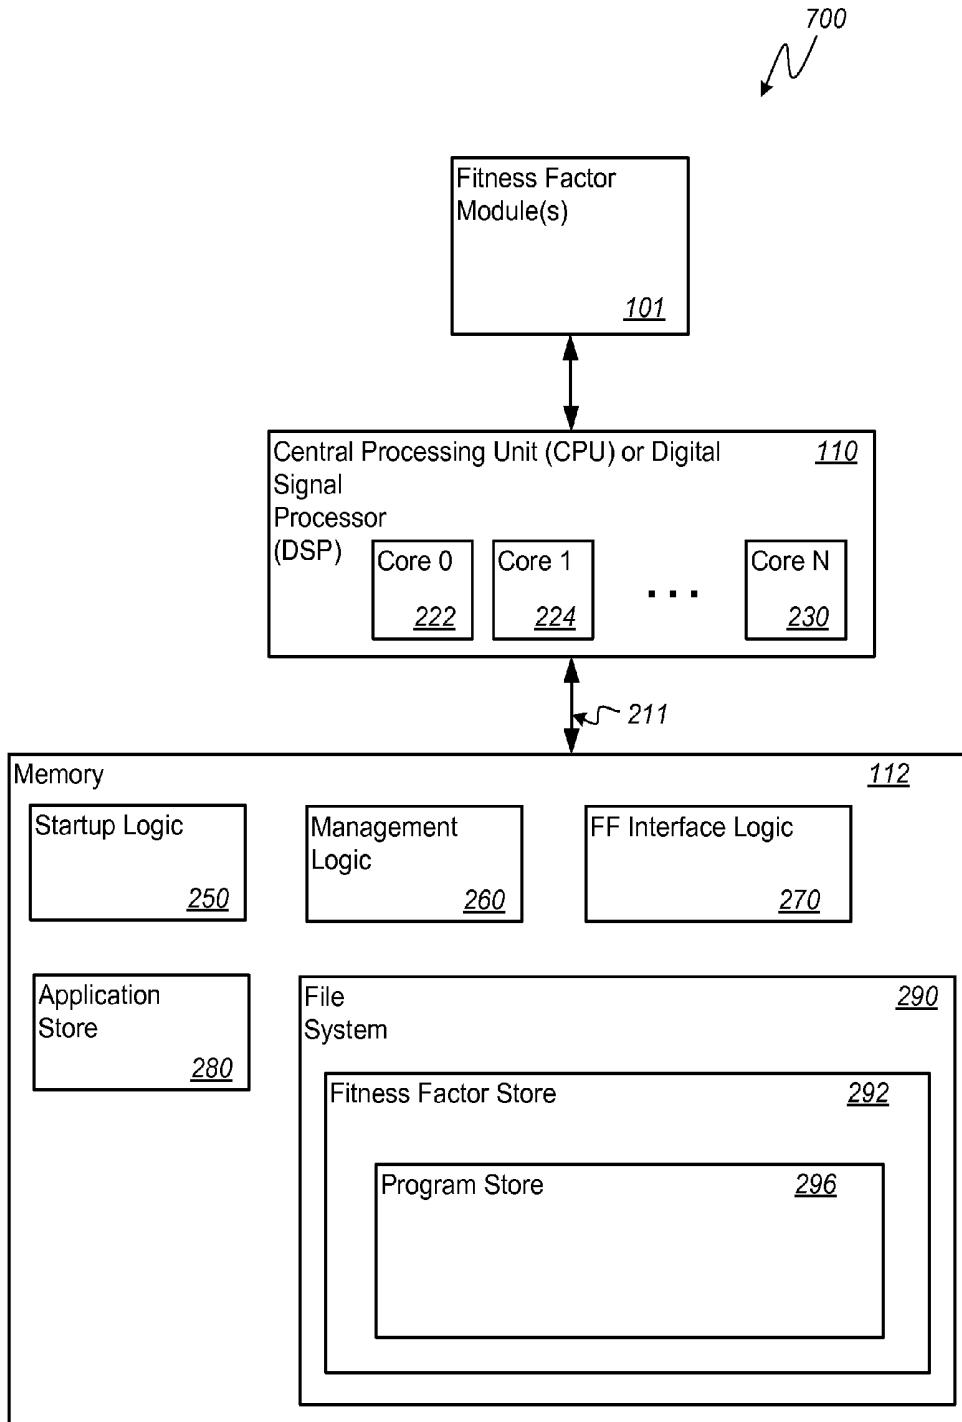 700
Fitness Factor
Module(s)
101
Central Processing Unit (CPU) or Digital
110
Signal
Processor
(DSP)
Core 0
222
Core 1
224
. . .
Core N
230
211
Memory
112
Startup Logic
250
Management
Logic
260
FF Interface Logic
270
Application
Store
280
File
System
290
Fitness Factor Store
292
Program Store
296